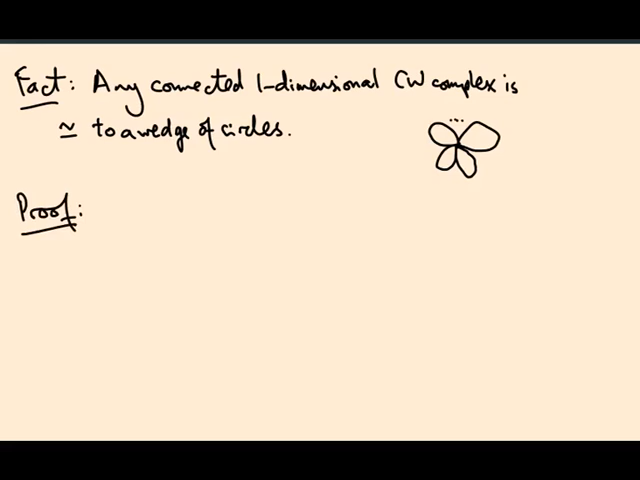 Fact: Any connected 1-dimensional CW complex is
≃ to a wedge of circles.
...
Proof: